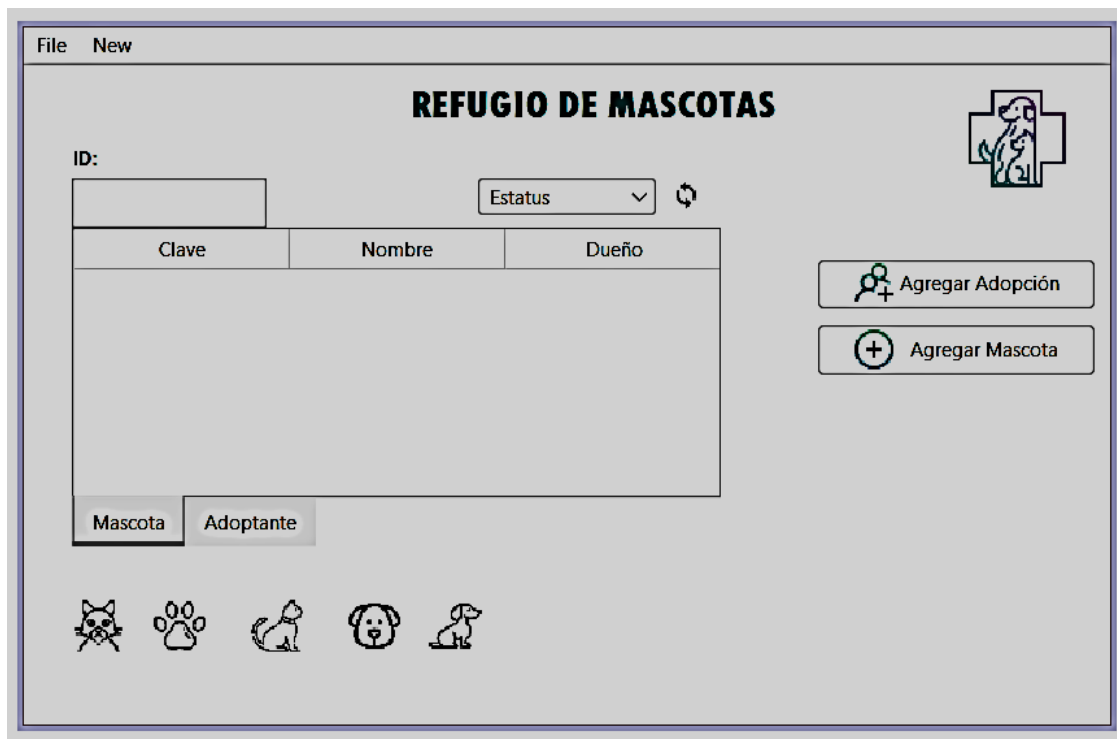 File New
REFUGIO DE MASCOTAS
ID:
Estatus
Clave Nombre Dueño
Agregar Adopción
Agregar Mascota
Mascota Adoptante